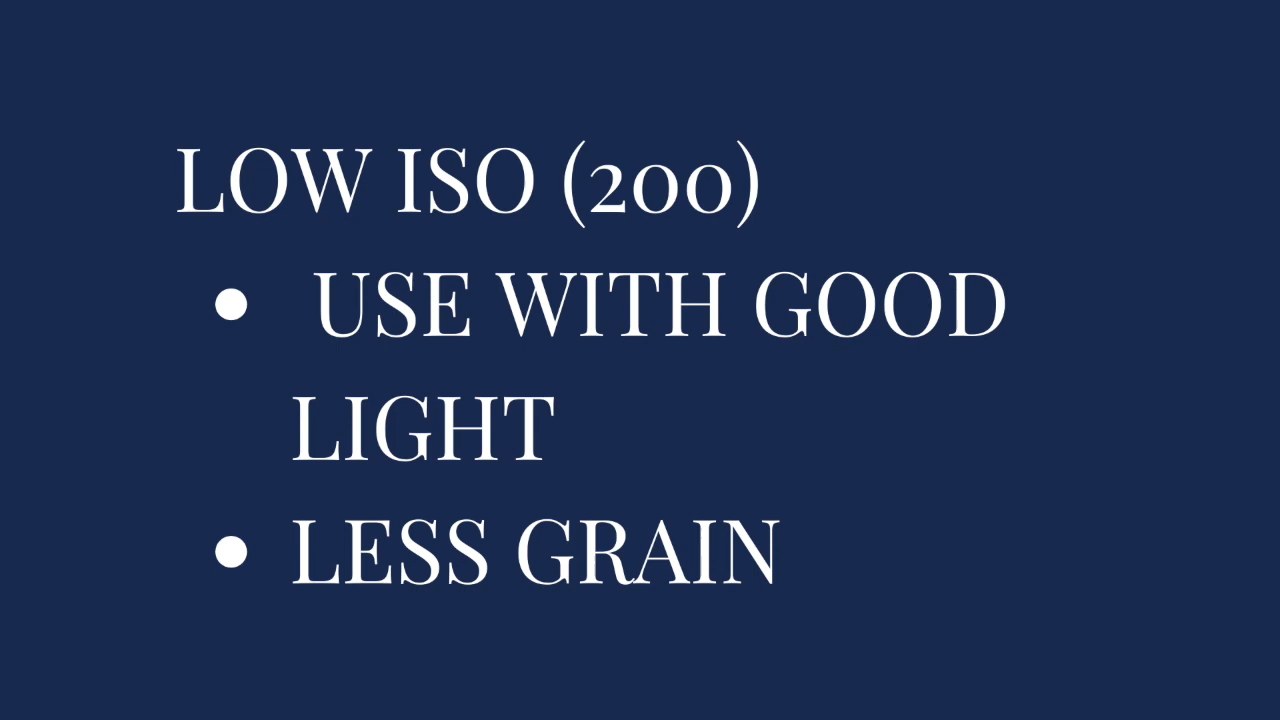 LOW ISO (200)
• USE WITH GOOD
LIGHT
• LESS GRAIN